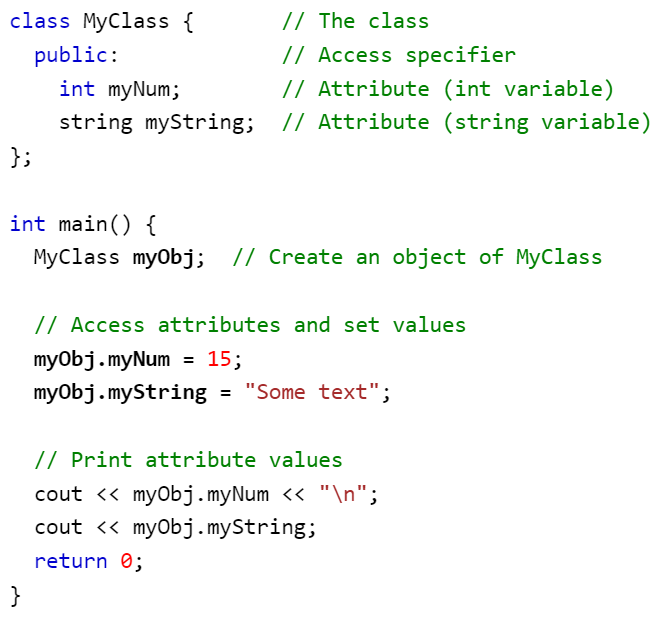 class MyClass {       // The class
  public:             // Access specifier
    int myNum;        // Attribute (int variable)
    string myString;  // Attribute (string variable)
};

int main() {
  MyClass myObj;  // Create an object of MyClass

  // Access attributes and set values
  myObj.myNum = 15;
  myObj.myString = "Some text";

  // Print attribute values
  cout << myObj.myNum << "\n";
  cout << myObj.myString;
  return 0;
}